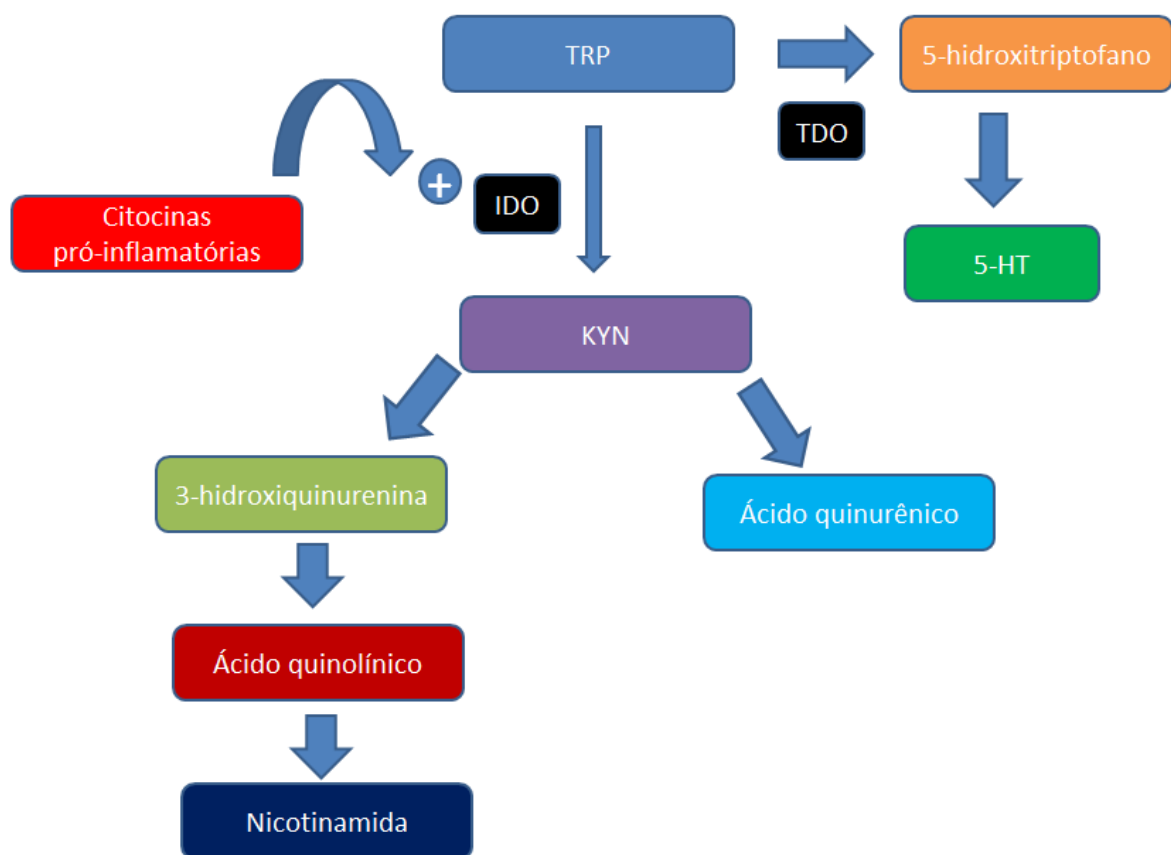 TRP
5-hidroxitriptofano
TDO
+
IDO
Citocinas
pró-inflamatórias
5-HT
KYN
3-hidroxiquinurenina
Ácido quinurênico
Ácido quinolínico
Nicotinamida